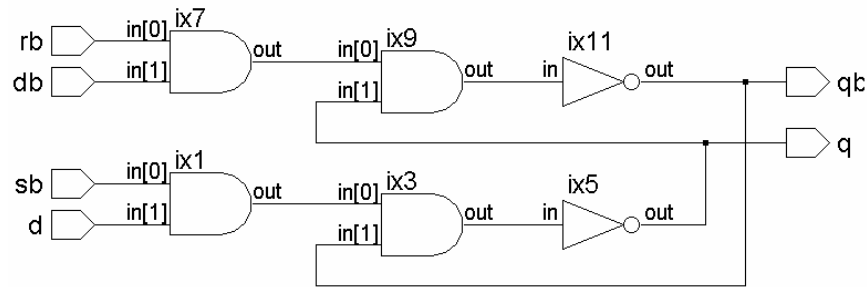 ix7
rb in[0] out in[0] ix9
db in[1] out in ix11 out qb
in[1]
q
sb in[0] ix1 out in[0] ix3 out in ix5 out
d in[1]
in[1]